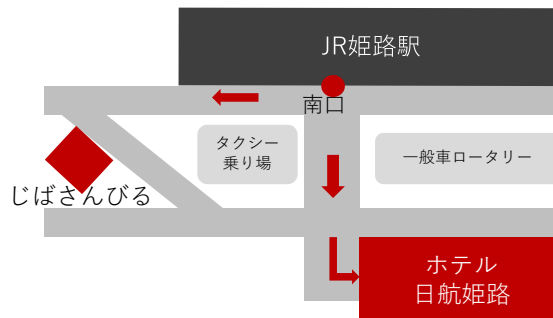 JR姫路駅
南口
タクシー
乗り場
一般車ロータリー
じばさんびる
ホテル
日航姫路